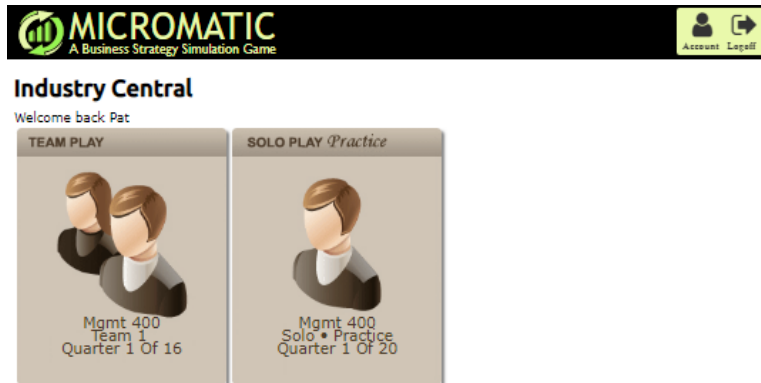 MICROMATIC
A Business Strategy Simulation Game
Account Logoff
Industry Central
Welcome back Pat
TEAM PLAY
Mgmt 400
Team 1
Quarter 1 Of 16
SOLO PLAY Practice
Mgmt 400
Solo • Practice
Quarter 1 Of 20